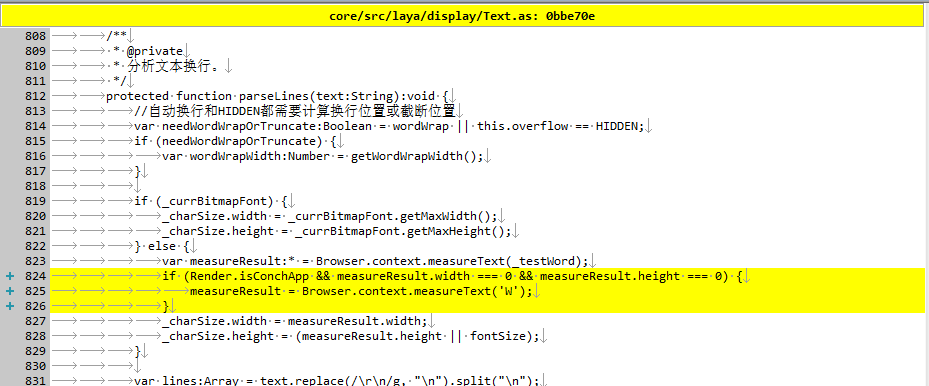 core/src/laya/display/Text.as: 0bbe70e
808 /**
809 * @private
810 * 分析文本换行。
811 */
812 protected function parseLines(text:String):void {
813 //自动换行和HIDDEN都需要计算换行位置或截断位置
814 var needWordWrapOrTruncate:Boolean = wordWrap || this.overflow == HIDDEN;
815 if (needWordWrapOrTruncate) {
816 var wordWrapWidth:Number = getWordWrapWidth();
817 }
818
819 if (_currBitmapFont) {
820 _charSize.width = _currBitmapFont.getMaxWidth();
821 _charSize.height = _currBitmapFont.getMaxHeight();
822 } else {
823 var measureResult:* = Browser.context.measureText(_testWord);
+ 824 if (Render.isConchApp && measureResult.width === 0 && measureResult.height === 0) {
+ 825 measureResult = Browser.context.measureText('W');
+ 826 }
827 _charSize.width = measureResult.width;
828 _charSize.height = (measureResult.height || fontSize);
829 }
830
831 var lines:Array = text.replace(/\r\n/g, "\n").split("\n");